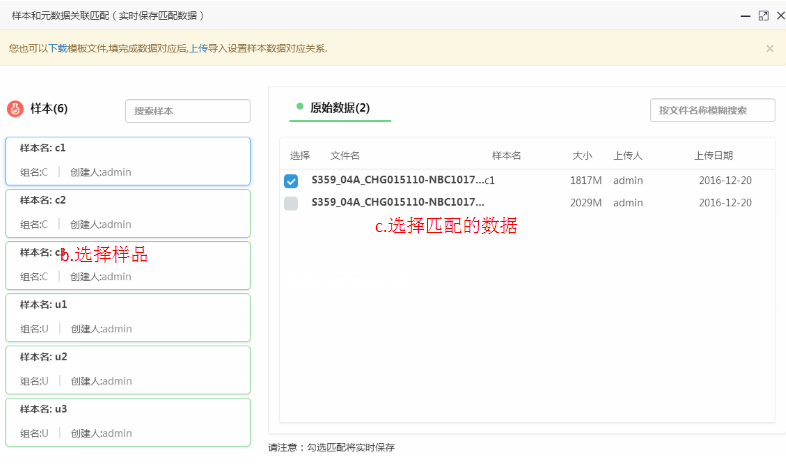 样本和元数据关联匹配（实时保存匹配数据）
您也可以下载模板文件,填完成数据对应后,上传导入设置样本数据对应关系.
样本(6)
搜索样本
样本名: c1
组名:C | 创建人:admin
样本名: c2
组名:C | 创建人:admin
样本名: c3
b.选择样品
组名:C | 创建人:admin
样本名: u1
组名:U | 创建人:admin
样本名: u2
组名:U | 创建人:admin
样本名: u3
组名:U | 创建人:admin
原始数据(2)
按文件名称模糊搜索
选择 文件名 样本名 大小 上传人 上传日期
S359_04A_CHG015110-NBC1017...c1 1817M admin 2016-12-20
S359_04A_CHG015110-NBC1017... 2029M admin 2016-12-20
c.选择匹配的数据
请注意：勾选匹配将实时保存